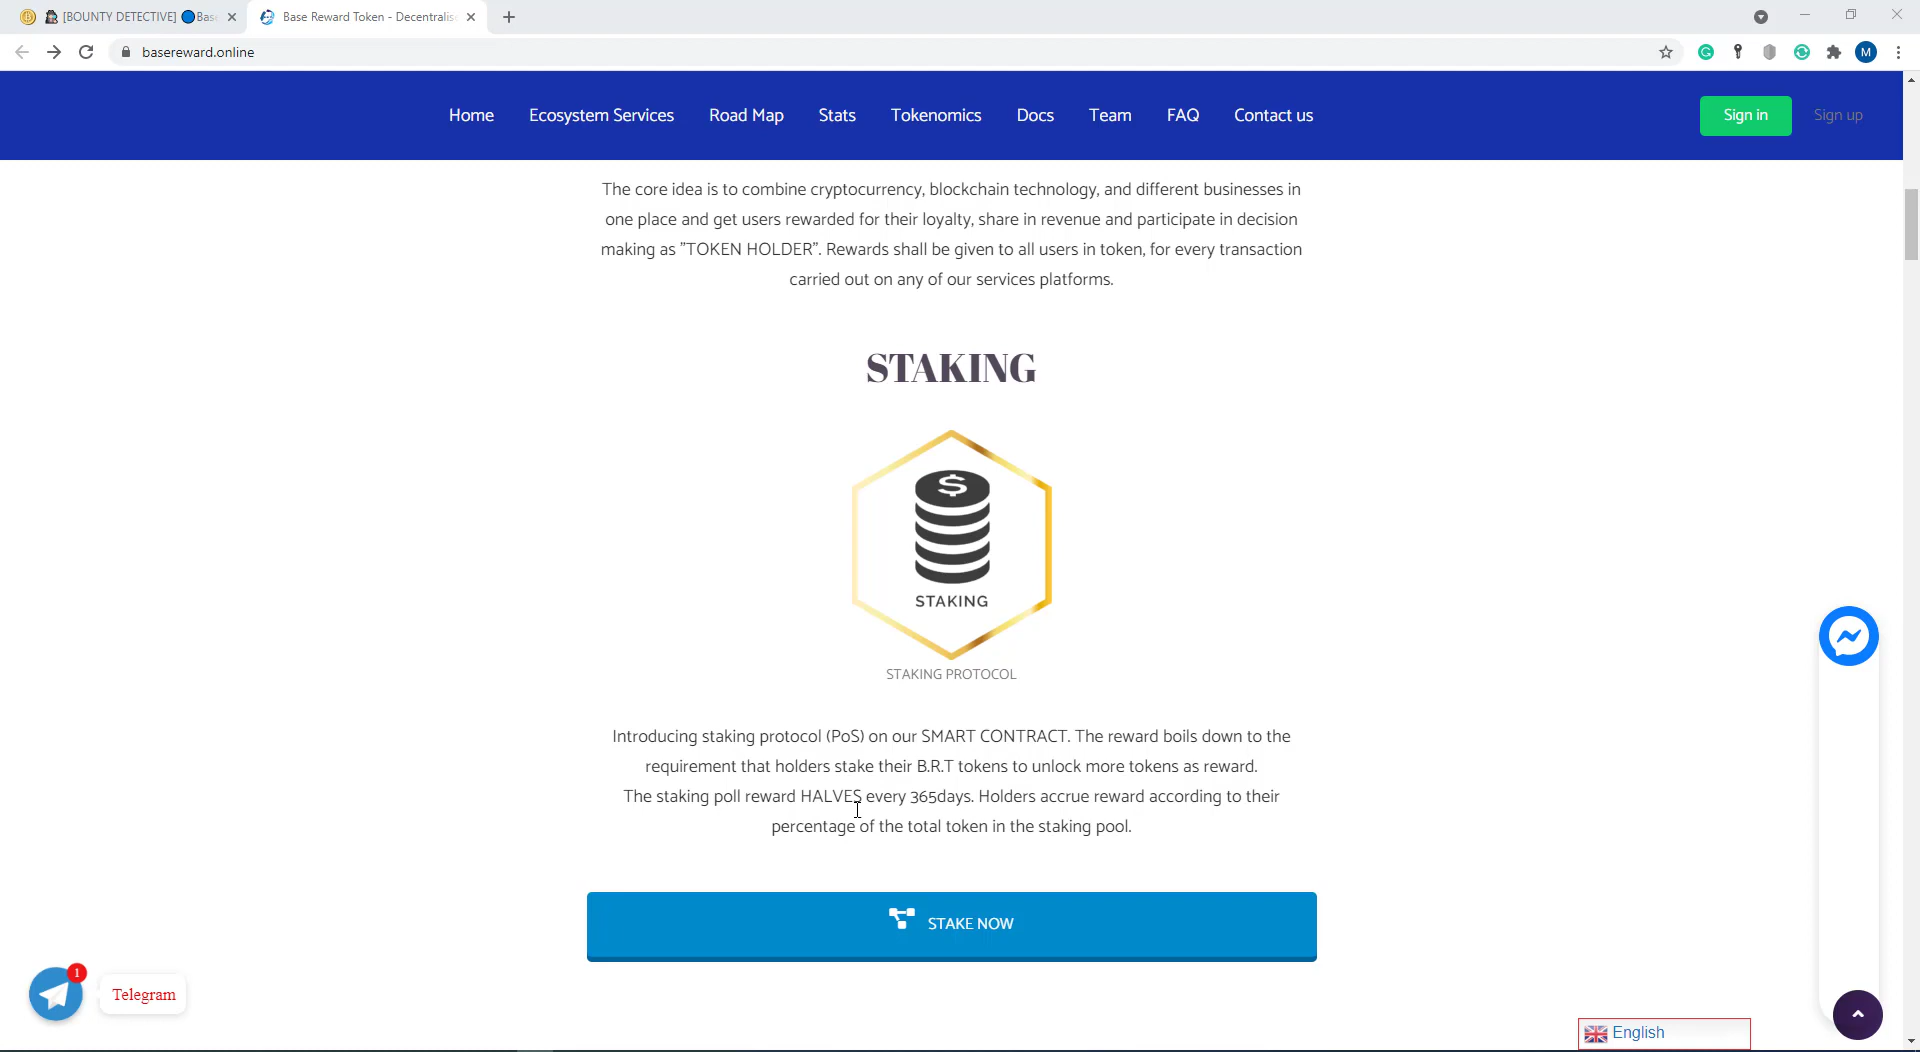 [BOUNTY DETECTIVE] 🔵Bas
Base Reward Token - Decentralis
basereward.online
M
Home Ecosystem Services Road Map Stats Tokenomics Docs Team FAQ Contact us Sign in Sign up
The core idea is to combine cryptocurrency, blockchain technology, and different businesses in
one place and get users rewarded for their loyalty, share in revenue and participate in decision
making as "TOKEN HOLDER". Rewards shall be given to all users in token, for every transaction
carried out on any of our services platforms.
STAKING
$
STAKING
STAKING PROTOCOL
Introducing staking protocol (PoS) on our SMART CONTRACT. The reward boils down to the
requirement that holders stake their B.R.T tokens to unlock more tokens as reward.
The staking poll reward HALVES every 365days. Holders accrue reward according to their
percentage of the total token in the staking pool.
STAKE NOW
1
Telegram
English